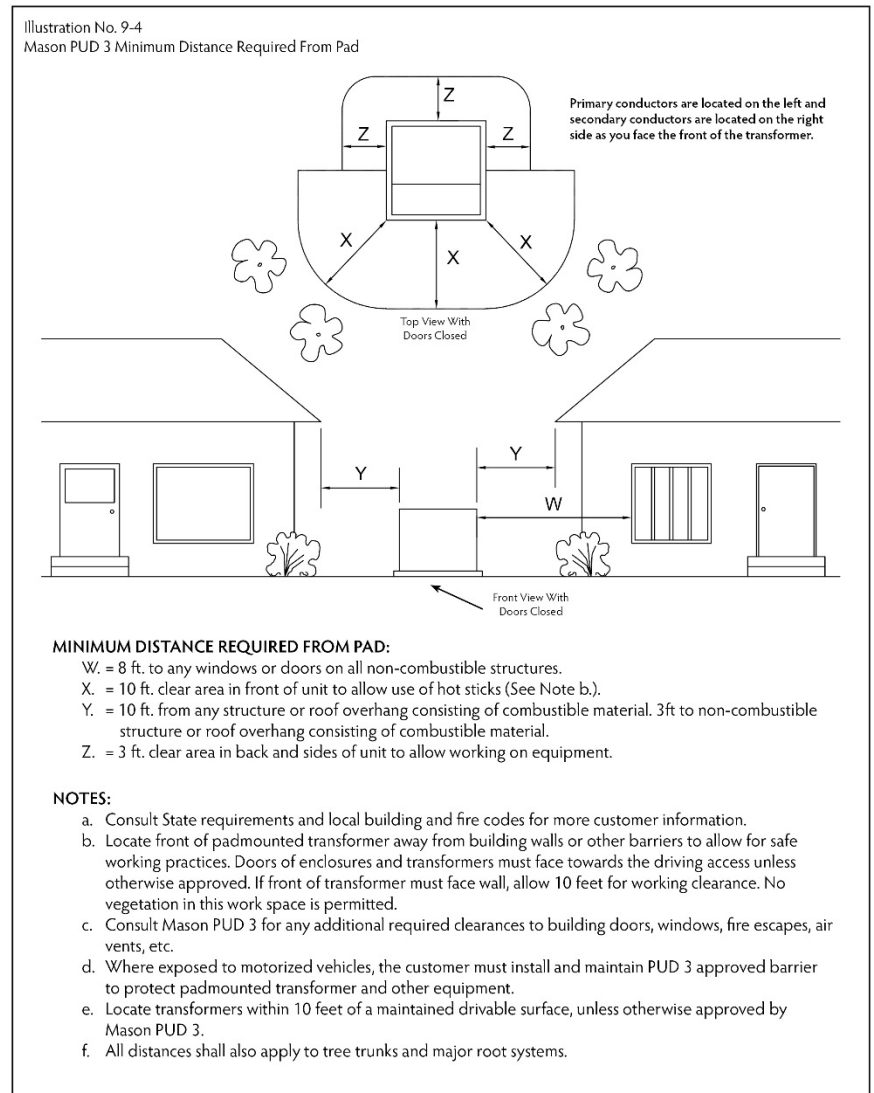 Illustration No. 9-4
Mason PUD 3 Minimum Distance Required From Pad
Z
Primary conductors are located on the left and
secondary conductors are located on the right
side as you face the front of the transformer.
Z
Z
X
X
X
Top View With
Doors Closed
Y
Y
W
Front View With
Doors Closed
MINIMUM DISTANCE REQUIRED FROM PAD:
W. = 8 ft. to any windows or doors on all non-combustible structures.
X. = 10 ft. clear area in front of unit to allow use of hot sticks (See Note b.).
Y. = 10 ft. from any structure or roof overhang consisting of combustible material. 3ft to non-combustible
structure or roof overhang consisting of combustible material.
Z. = 3 ft. clear area in back and sides of unit to allow working on equipment.
NOTES:
a. Consult State requirements and local building and fire codes for more customer information.
b. Locate front of padmounted transformer away from building walls or other barriers to allow for safe
working practices. Doors of enclosures and transformers must face towards the driving access unless
otherwise approved. If front of transformer must face wall, allow 10 feet for working clearance. No
vegetation in this work space is permitted.
c. Consult Mason PUD 3 for any additional required clearances to building doors, windows, fire escapes, air
vents, etc.
d. Where exposed to motorized vehicles, the customer must install and maintain PUD 3 approved barrier
to protect padmounted transformer and other equipment.
e. Locate transformers within 10 feet of a maintained drivable surface, unless otherwise approved by
Mason PUD 3.
f. All distances shall also apply to tree trunks and major root systems.